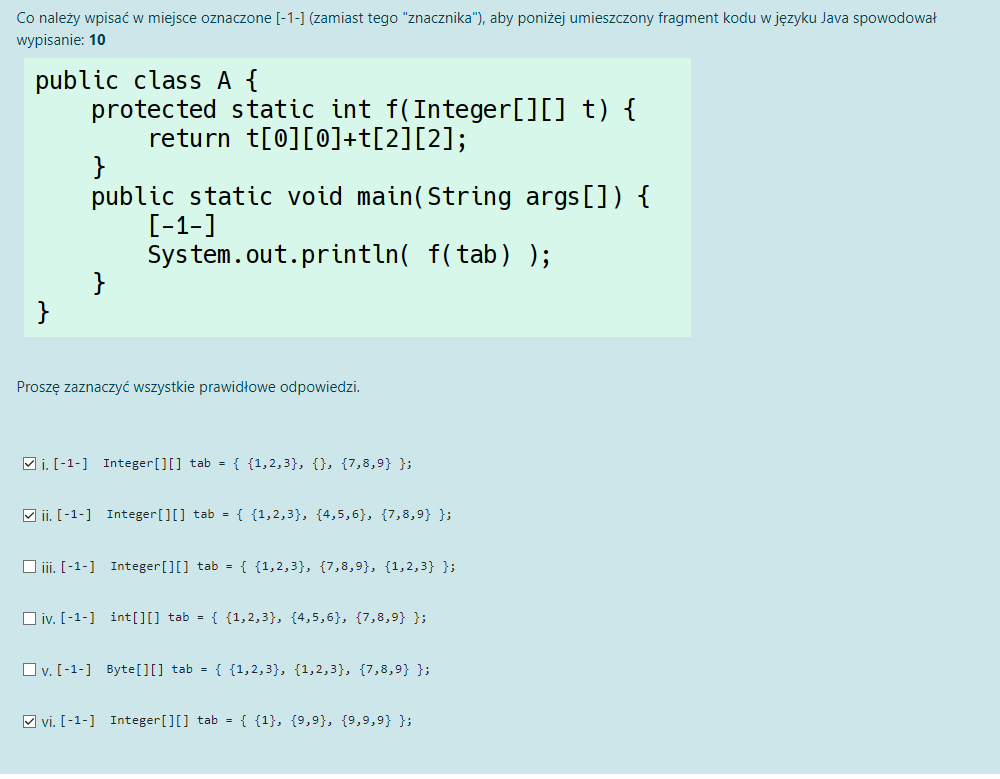 Co należy wpisać w miejsce oznaczone [-1-] (zamiast tego "znacznika"), aby poniżej umieszczony fragment kodu w języku Java spowodował
wypisanie: 10
public class A {
    protected static int f(Integer[][] t) {
        return t[0][0]+t[2][2];
    }
    public static void main(String args[]) {
        [-1-]
        System.out.println( f(tab) );
    }
}
Proszę zaznaczyć wszystkie prawidłowe odpowiedzi.
i. [-1-]  Integer[][] tab = { {1,2,3}, {}, {7,8,9} };
ii. [-1-]  Integer[][] tab = { {1,2,3}, {4,5,6}, {7,8,9} };
iii. [-1-]  Integer[][] tab = { {1,2,3}, {7,8,9}, {1,2,3} };
iv. [-1-]  int[][] tab = { {1,2,3}, {4,5,6}, {7,8,9} };
v. [-1-]  Byte[][] tab = { {1,2,3}, {1,2,3}, {7,8,9} };
vi. [-1-]  Integer[][] tab = { {1}, {9,9}, {9,9,9} };